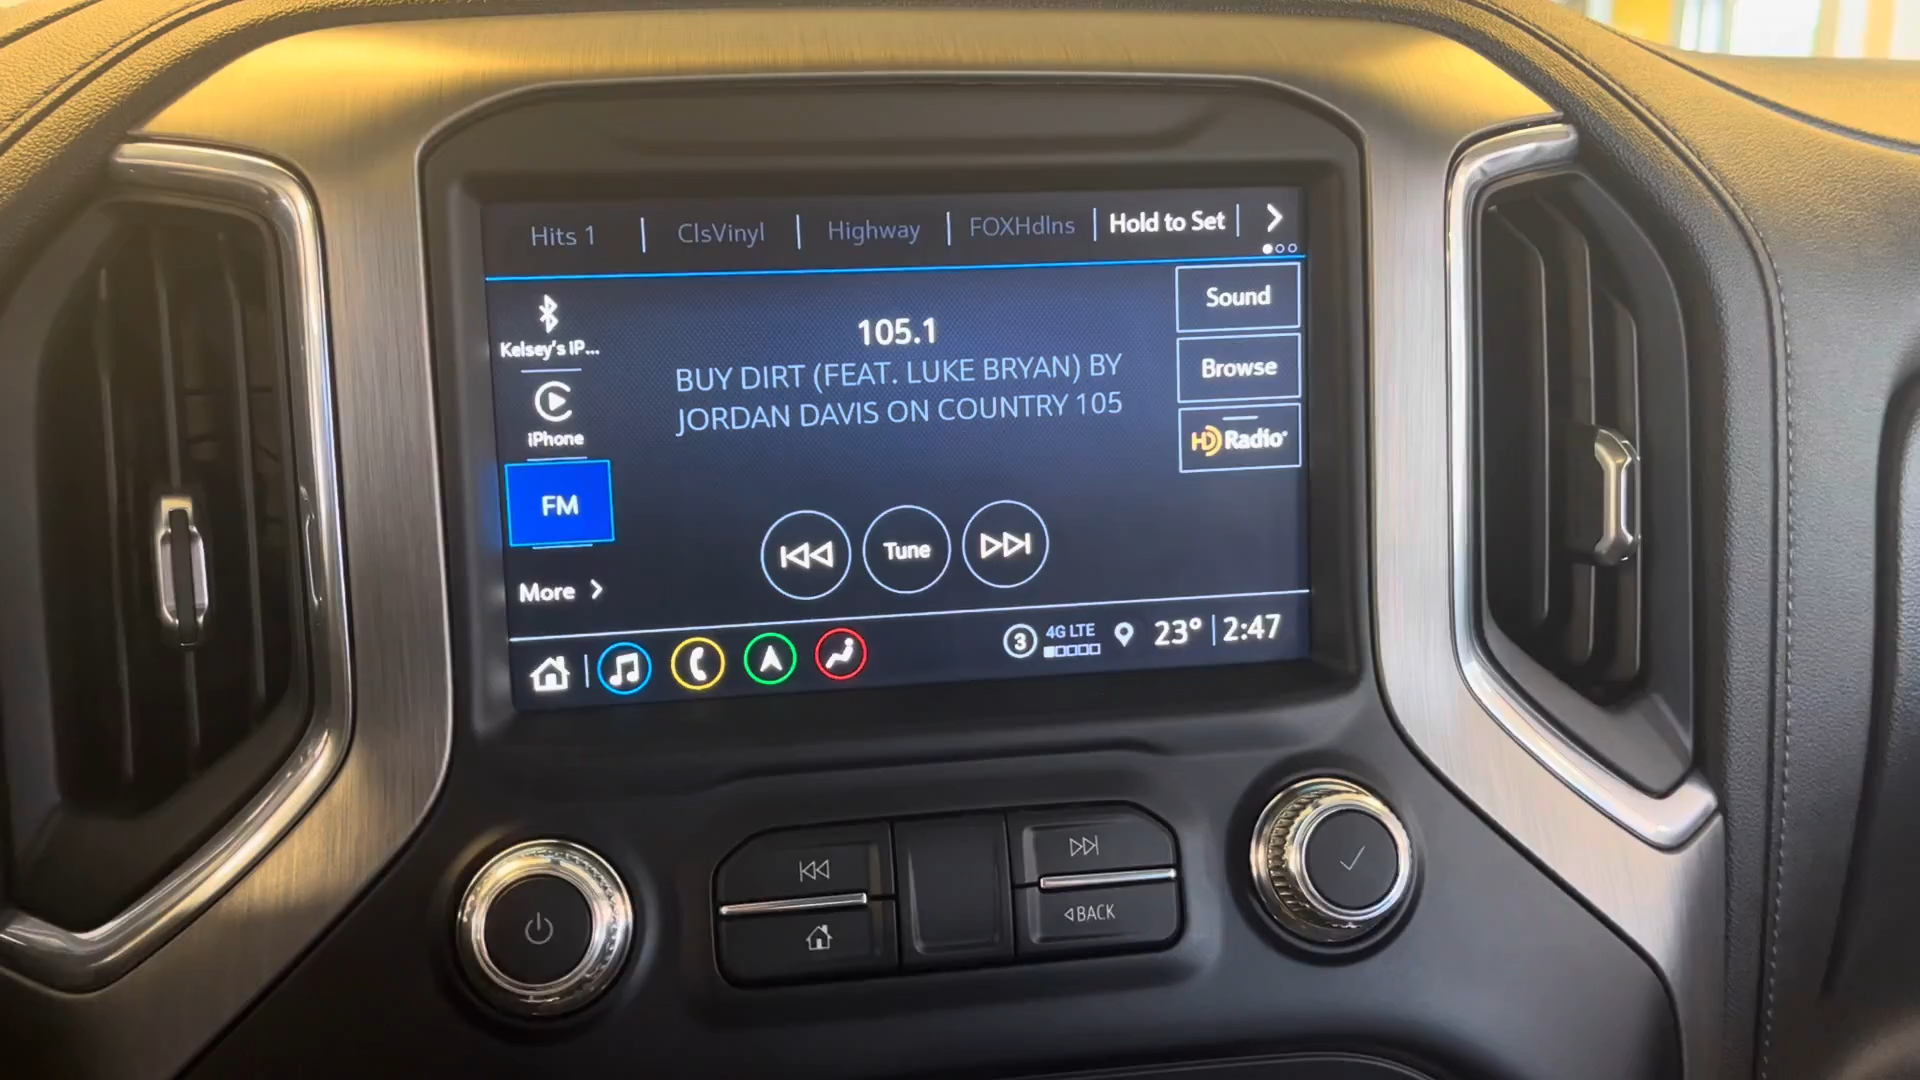 Hits 1 | ClsVinyl | Highway | FOXHdlns | Hold to Set |
Kelsey's iP...
iPhone
FM
More
105.1
BUY DIRT (FEAT. LUKE BRYAN) BY
JORDAN DAVIS ON COUNTRY 105
Tune
Sound
Browse
HD Radio
3
4G LTE
23° | 2:47
BACK